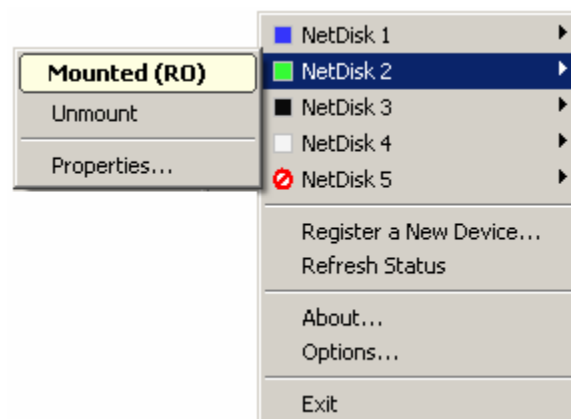 NetDisk 1
Mounted (RO)
NetDisk 2
Unmount
NetDisk 3
NetDisk 4
Properties...
NetDisk 5
Register a New Device...
Refresh Status
About...
Options...
Exit